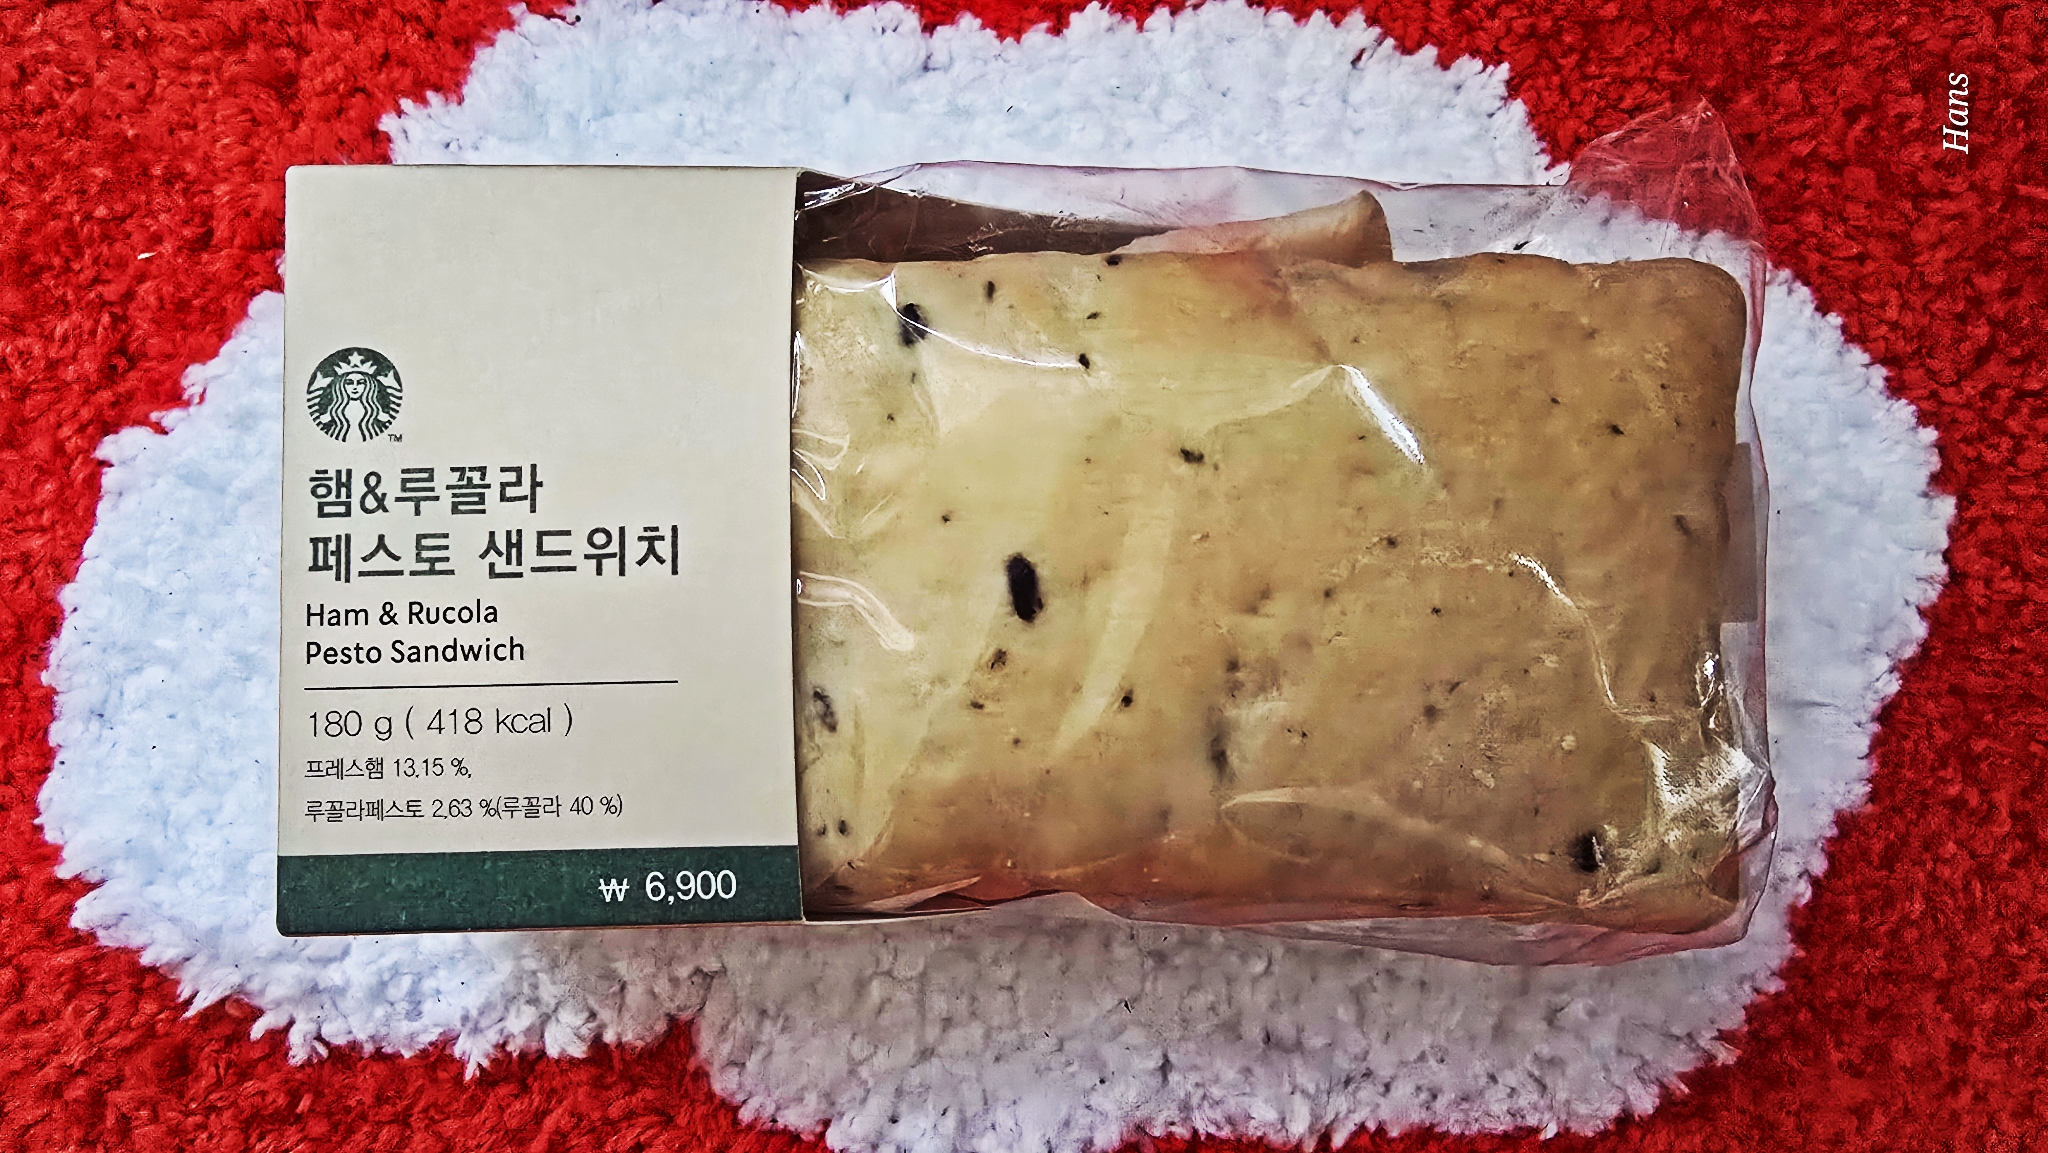 TM
햄&루꼴라
페스토 샌드위치
Ham & Rucola
Pesto Sandwich
180 g ( 418 kcal )
프레스햄 13.15 %,
루꼴라페스토 2.63 %(루꼴라 40 %)
₩ 6,900
Hans